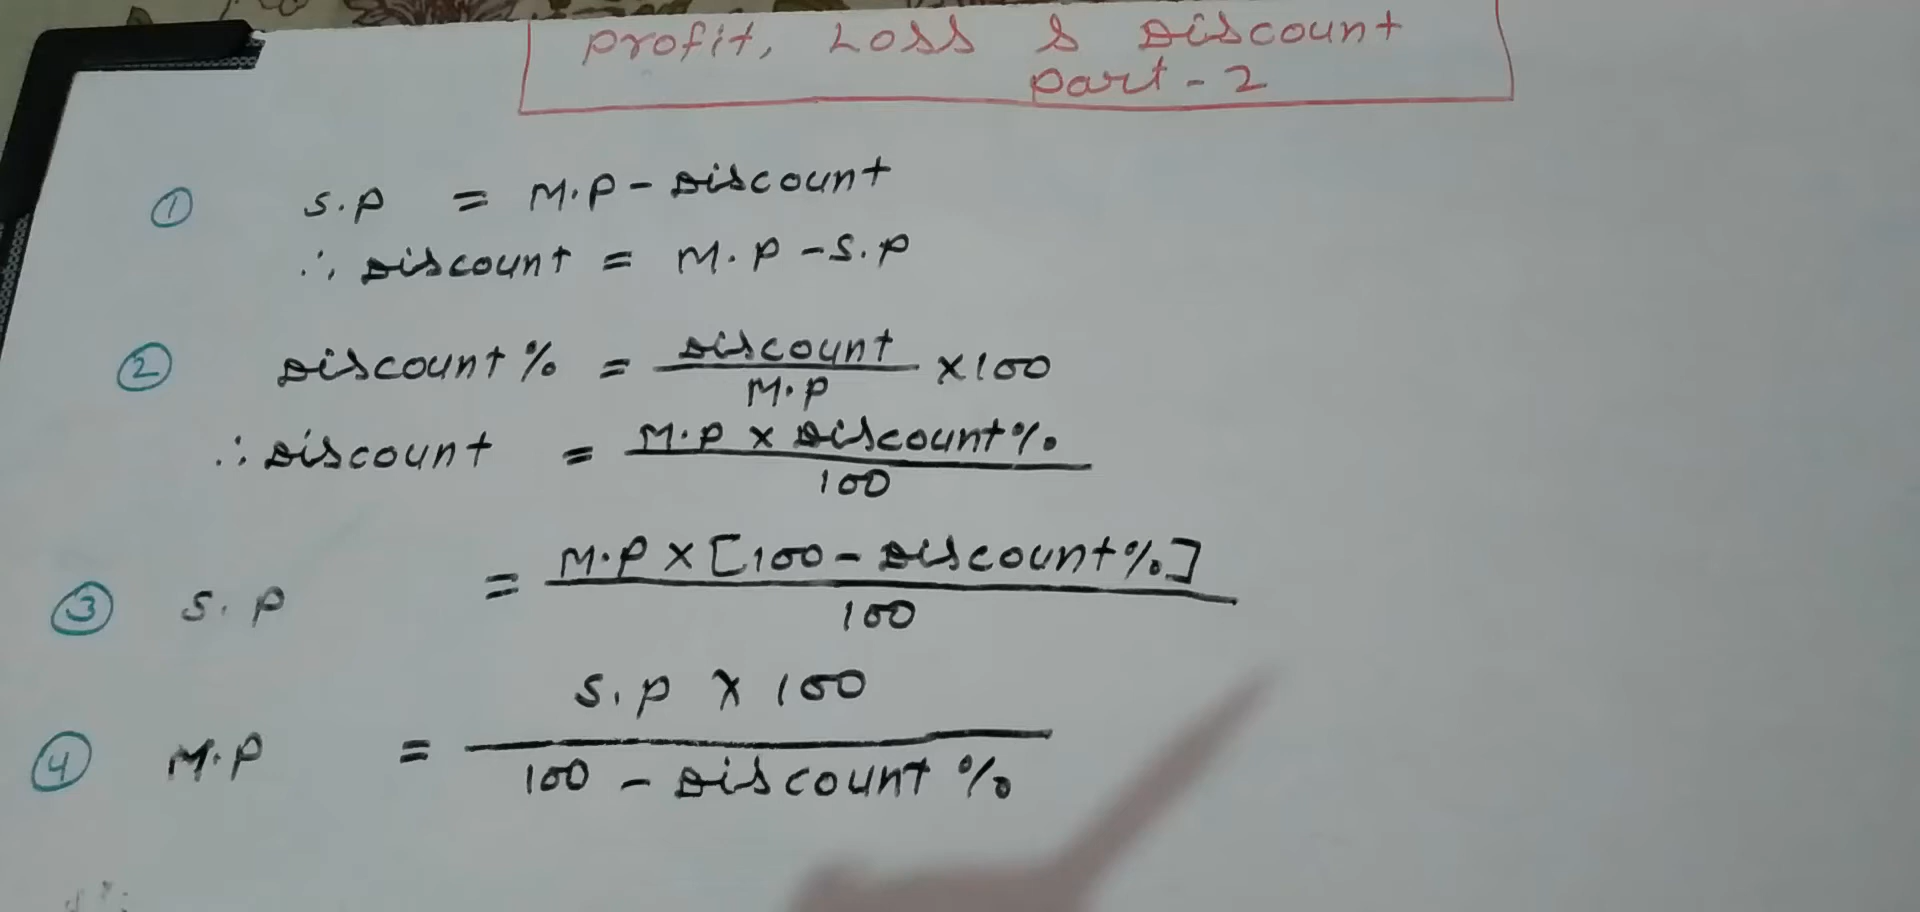 Profit, Loss & Discount
Part - 2
① S.P = M.P - Discount
∴ Discount = M.P - S.P
② Discount % = Discount / M.P × 100
∴ Discount = M.P × Discount % / 100
③ S.P = M.P × [100 - Discount %] / 100
④ M.P = S.P × 100 / 100 - Discount %